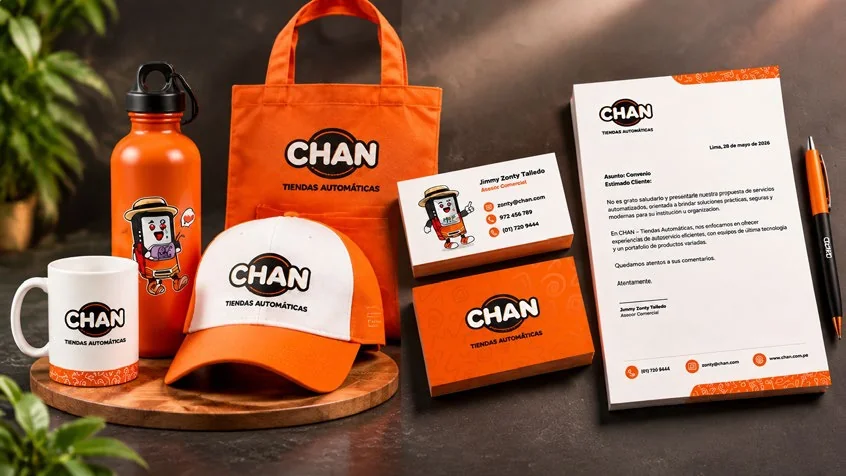 CHAN
TIENDAS AUTOMÁTICAS
CHAN
TIENDAS AUTOMÁTICAS
CHAN
TIENDAS AUTOMÁTICAS
Jimmy Zonty Talledo
Asesor Comercial
zonty@chan.com
972 456 789
(01) 720 9444
CHAN
TIENDAS AUTOMÁTICAS
CHAN
TIENDAS AUTOMÁTICAS
Lima, 28 de mayo de 2026
Asunto: Convenio
Estimado Cliente:
No es grato saludarlo y presentarle nuestra propuesta de servicios
automatizados, orientada a brindar soluciones prácticas, seguras y
modernas para su institución u organización.
En CHAN – Tiendas Automáticas, nos enfocamos en ofrecer
experiencias de autoservicio eficientes, con equipos de última tecnología
y un portafolio de productos variados.
Quedamos atentos a sus comentarios.
Atentamente.
Jimmy Zonty Talledo
Asesor Comercial
(01) 720 9444
zonty@chan.com
www.chan.com.pe